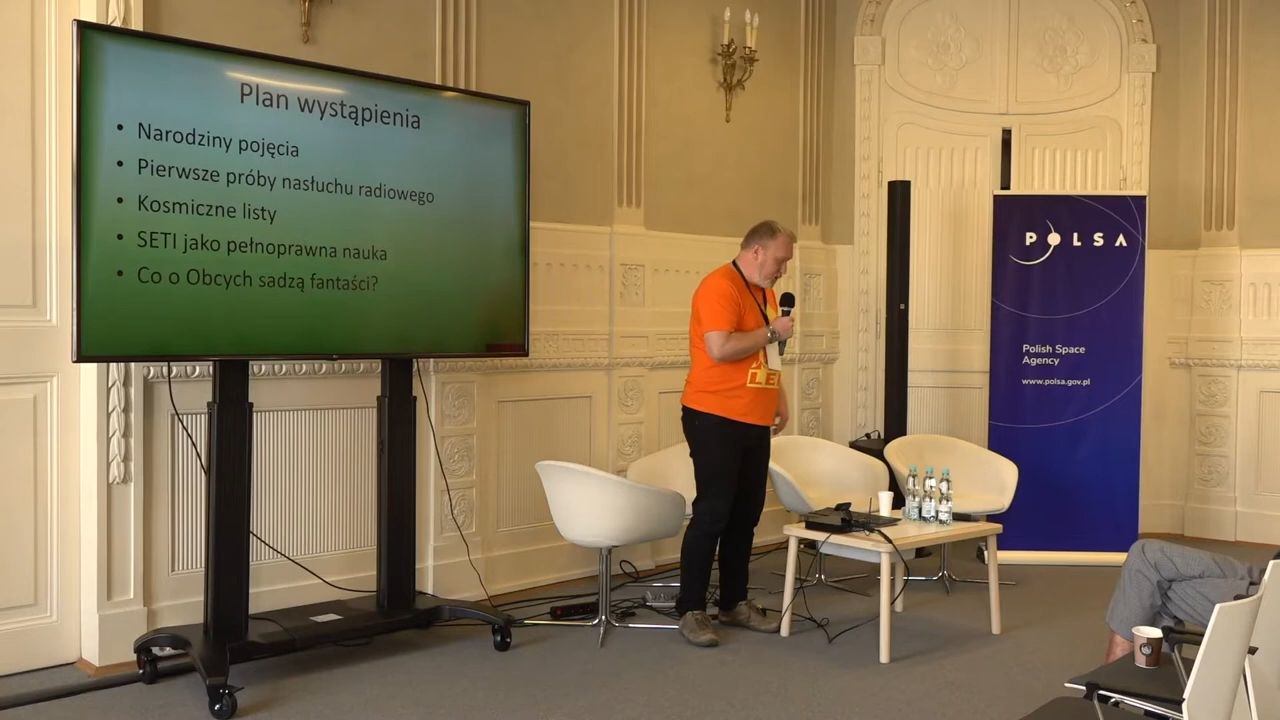 Plan wystąpienia
• Narodziny pojęcia
• Pierwsze próby nasłuchu radiowego
• Kosmiczne listy
• SETI jako pełnoprawna nauka
• Co o Obcych sadzą fantaści?
POLSA
Polish Space
Agency
www.polsa.gov.pl